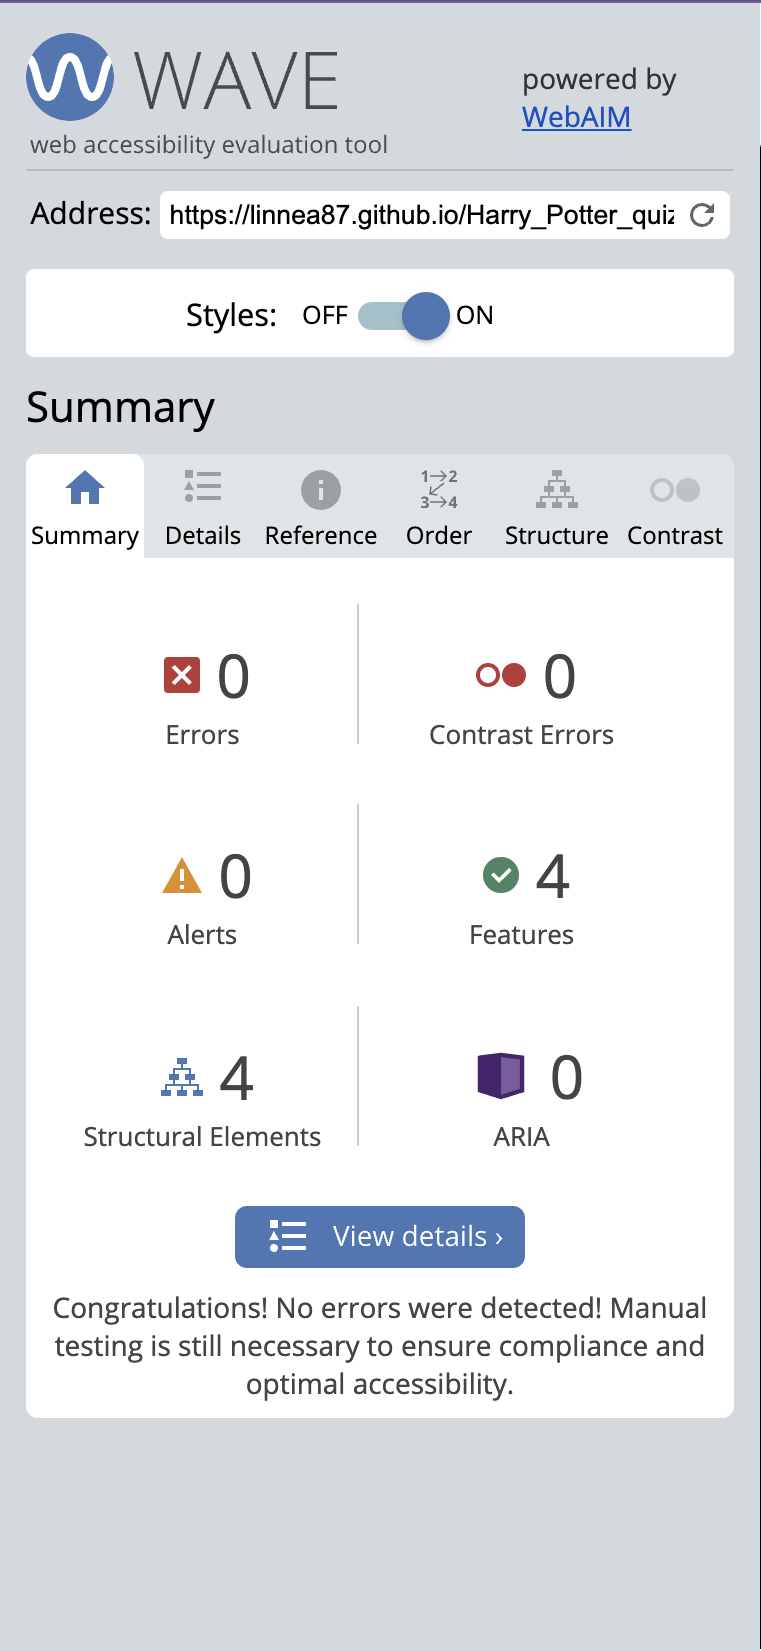 WAVE
web accessibility evaluation tool
powered by
WebAIM
Address: https://linnea87.github.io/Harry_Potter_quiz
Styles: OFF ON
Summary
1 2
3 4
Summary Details Reference Order Structure Contrast
0 0
Errors Contrast Errors
0 4
Alerts Features
4 0
Structural Elements ARIA
View details ›
Congratulations! No errors were detected! Manual
testing is still necessary to ensure compliance and
optimal accessibility.